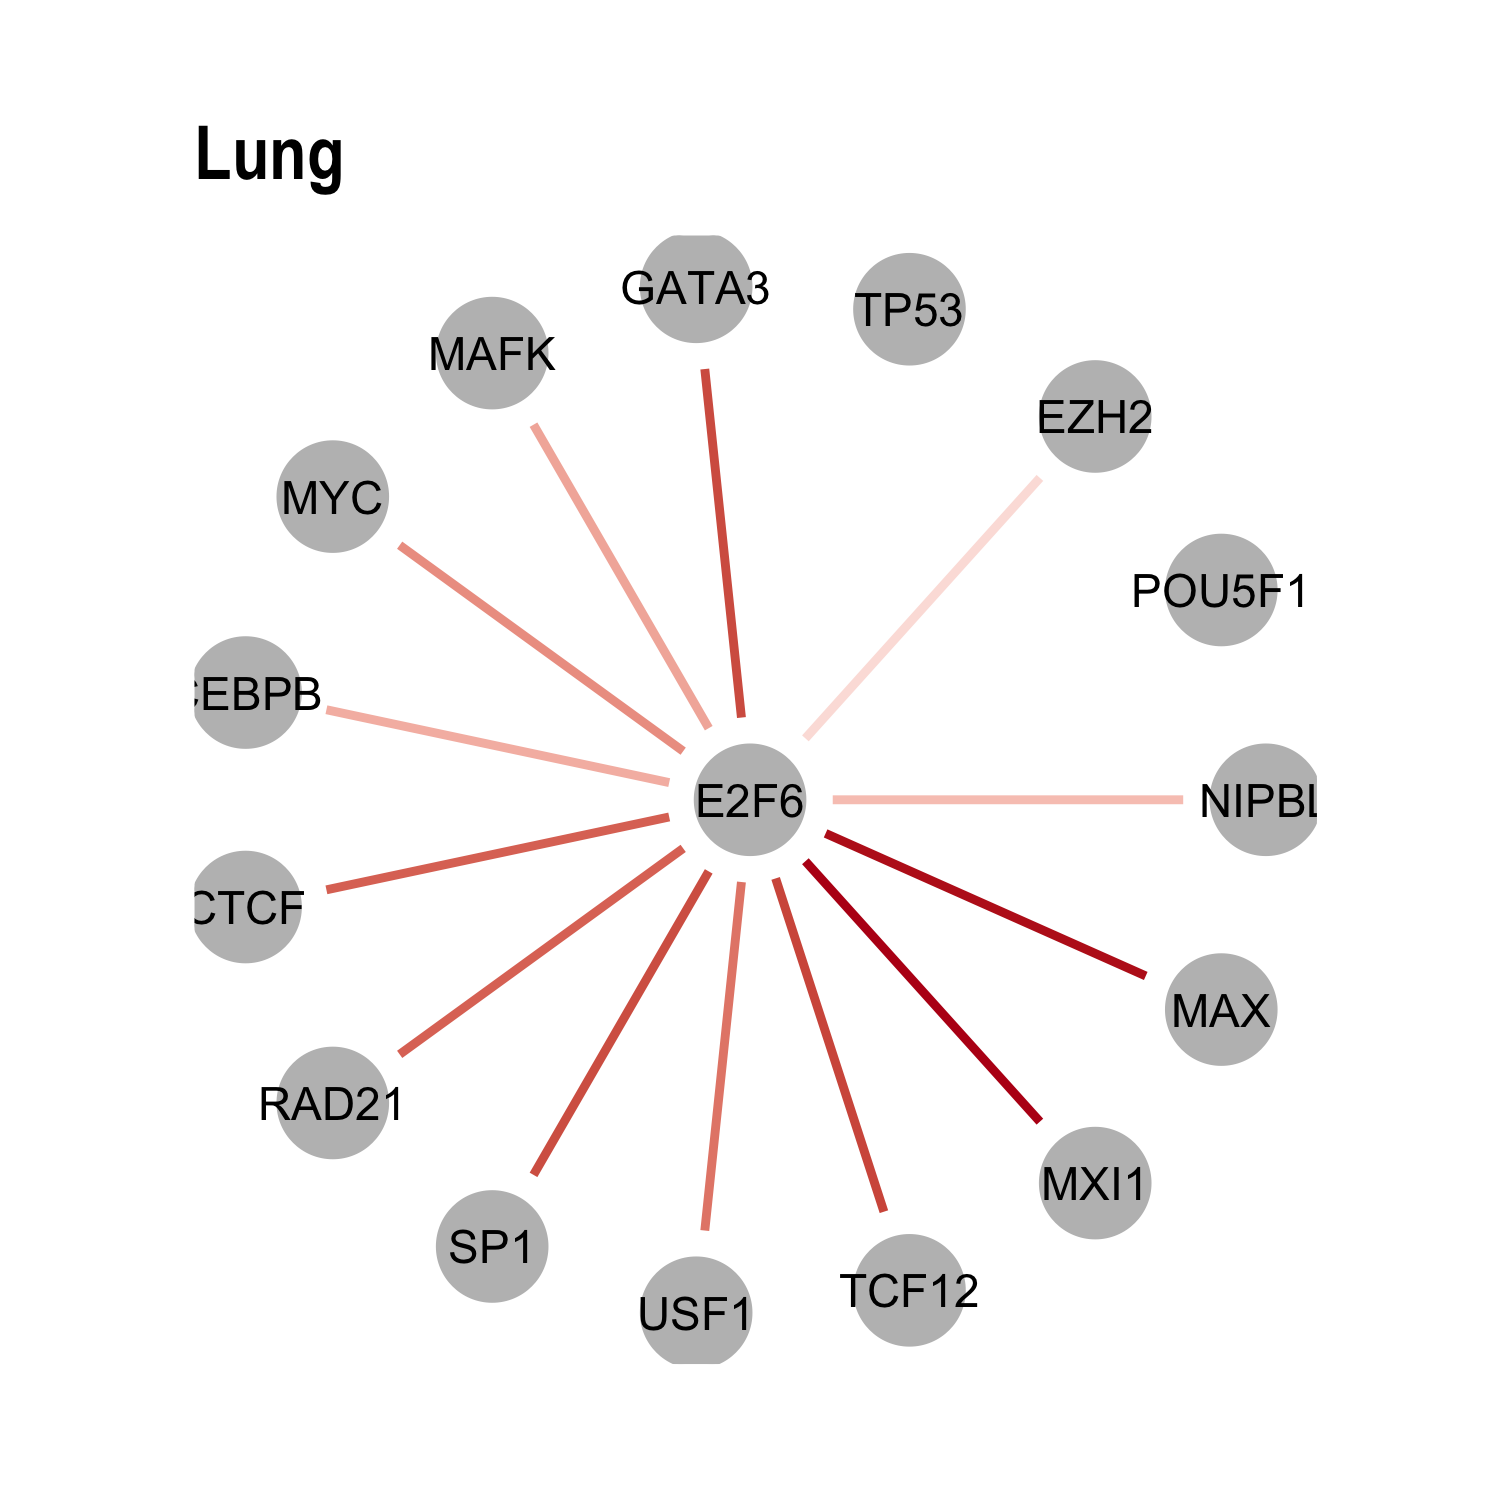 Lung
GATA3
TP53
MAFK
EZH2
MYC
POU5F1
CEBPB
E2F6
NIPBL
CTCF
MAX
RAD21
MXI1
SP1
TCF12
USF1